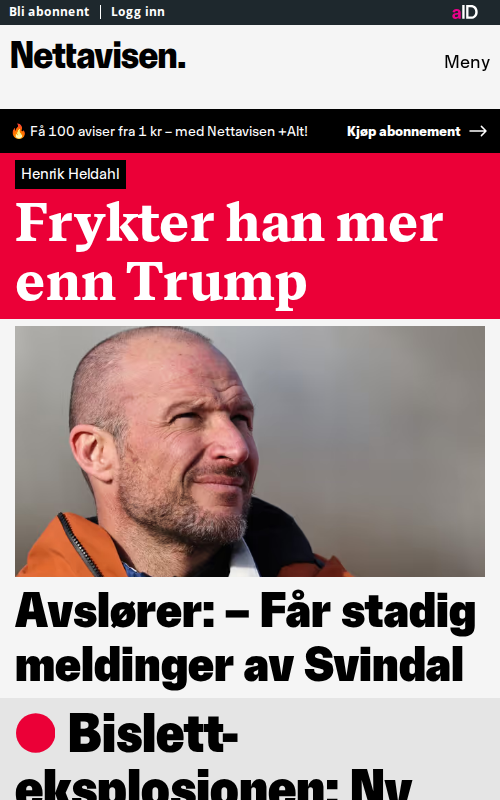 Bli abonnent | Logg inn
aID
Nettavisen.
Meny
🔥 Få 100 aviser fra 1 kr – med Nettavisen +Alt!
Kjøp abonnement →
Henrik Heldahl
Frykter han mer
enn Trump
Avslører: – Får stadig
meldinger av Svindal
Bislett-
eksplosjonen: Ny